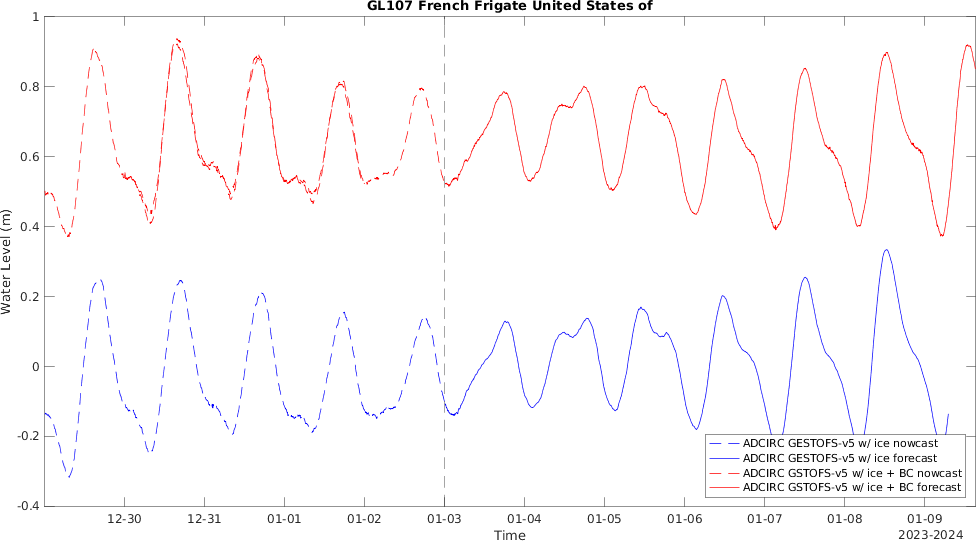 GL107 French Frigate United States of
Water Level (m)
1
0.8
0.6
0.4
0.2
0
-0.2
-0.4
ADCIRC GESTOFS-v5 w/ ice nowcast
ADCIRC GESTOFS-v5 w/ ice forecast
ADCIRC GSTOFS-v5 w/ ice + BC nowcast
ADCIRC GSTOFS-v5 w/ ice + BC forecast
12-30 12-31 01-01 01-02 01-03 01-04 01-05 01-06 01-07 01-08 01-09
Time
2023-2024